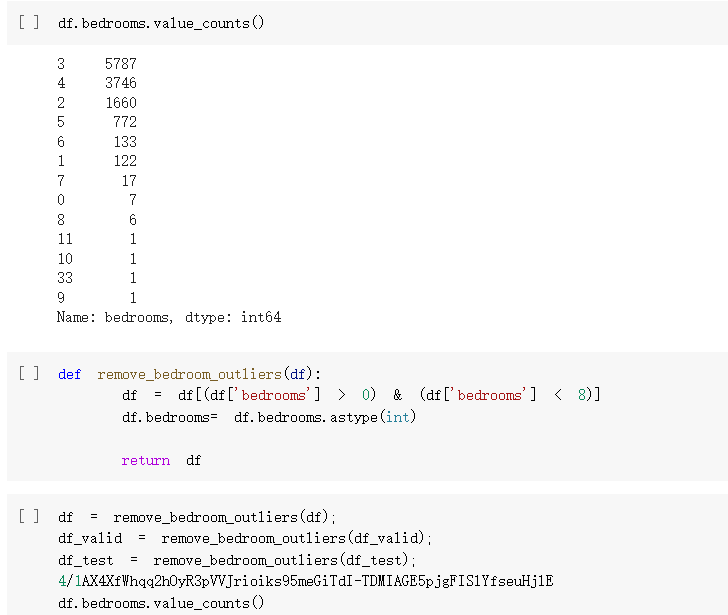 [ ] df.bedrooms.value_counts()
3 5787
4 3746
2 1660
5 772
6 133
1 122
7 17
0 7
8 6
11 1
10 1
33 1
9 1
Name: bedrooms, dtype: int64
[ ] def remove_bedroom_outliers(df):
df = df[(df['bedrooms'] > 0) & (df['bedrooms'] < 8)]
df.bedrooms= df.bedrooms.astype(int)
return df
[ ] df = remove_bedroom_outliers(df);
df_valid = remove_bedroom_outliers(df_valid);
df_test = remove_bedroom_outliers(df_test);
4/1AX4XfWhqq2hOyR3pVVJrioiks95meGiTdI-TDMIAGE5pjgFIS1YfseuHj1E
df.bedrooms.value_counts()